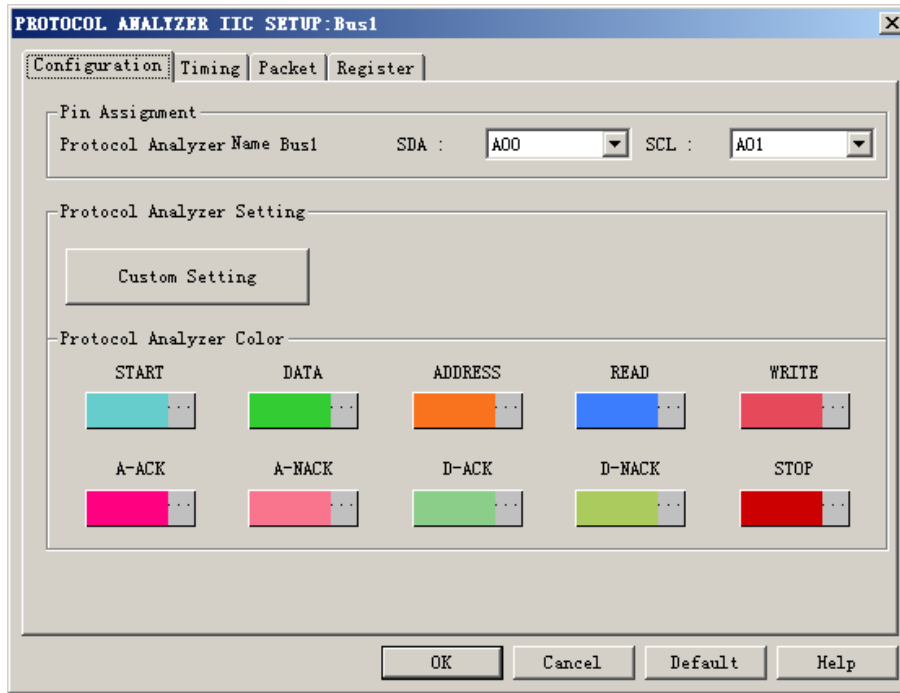 PROTOCOL ANALYZER IIC SETUP:Bus1
Configuration Timing Packet Register
Pin Assignment
Protocol Analyzer Name Bus1 SDA : A00 SCL : A01
Protocol Analyzer Setting
Custom Setting
Protocol Analyzer Color
START DATA ADDRESS READ WRITE
... ... ... ... ...
A-ACK A-NACK D-ACK D-NACK STOP
... ... ... ... ...
OK Cancel Default Help